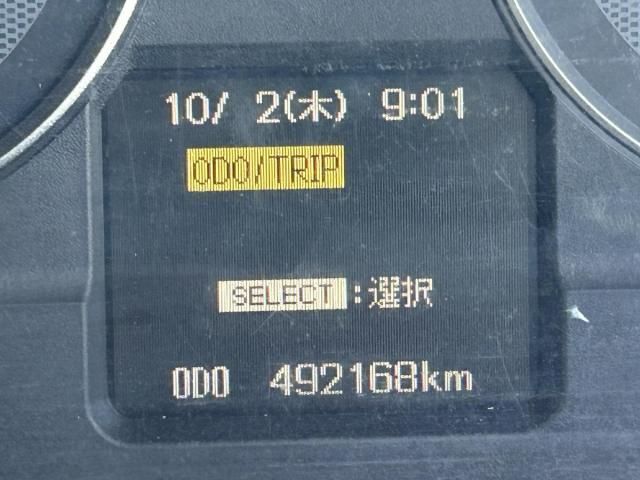 10/ 2(木) 9:01
ODO/TRIP
SELECT:選択
ODO 492168km